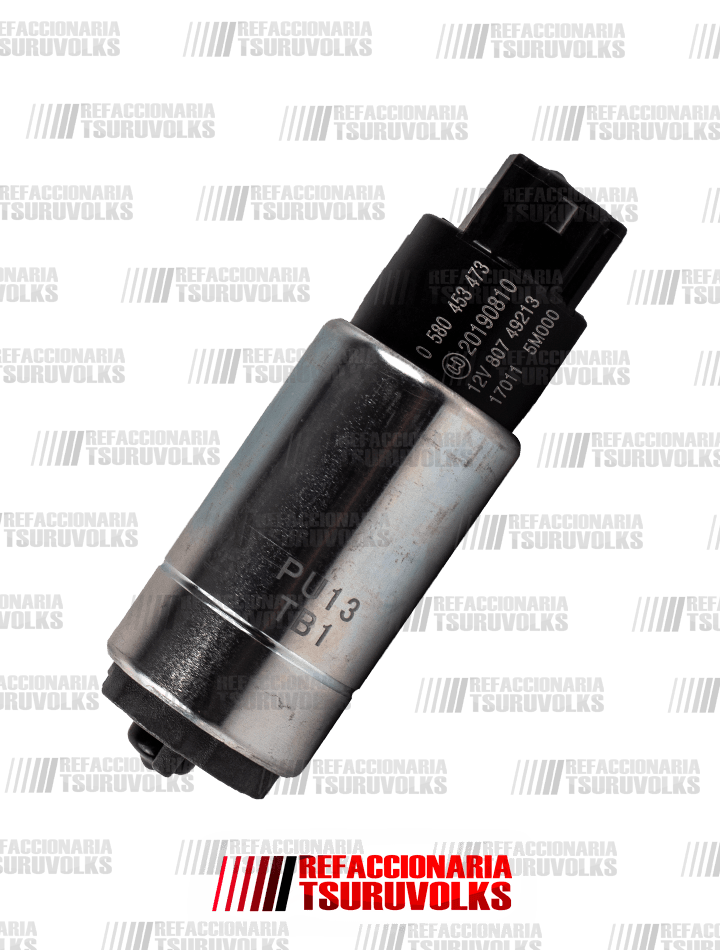 0 580 453 473
20190810
12V 807 49213
17011 5M000
PU13
TB1
REFACCIONARIA
TSURUVOLKS